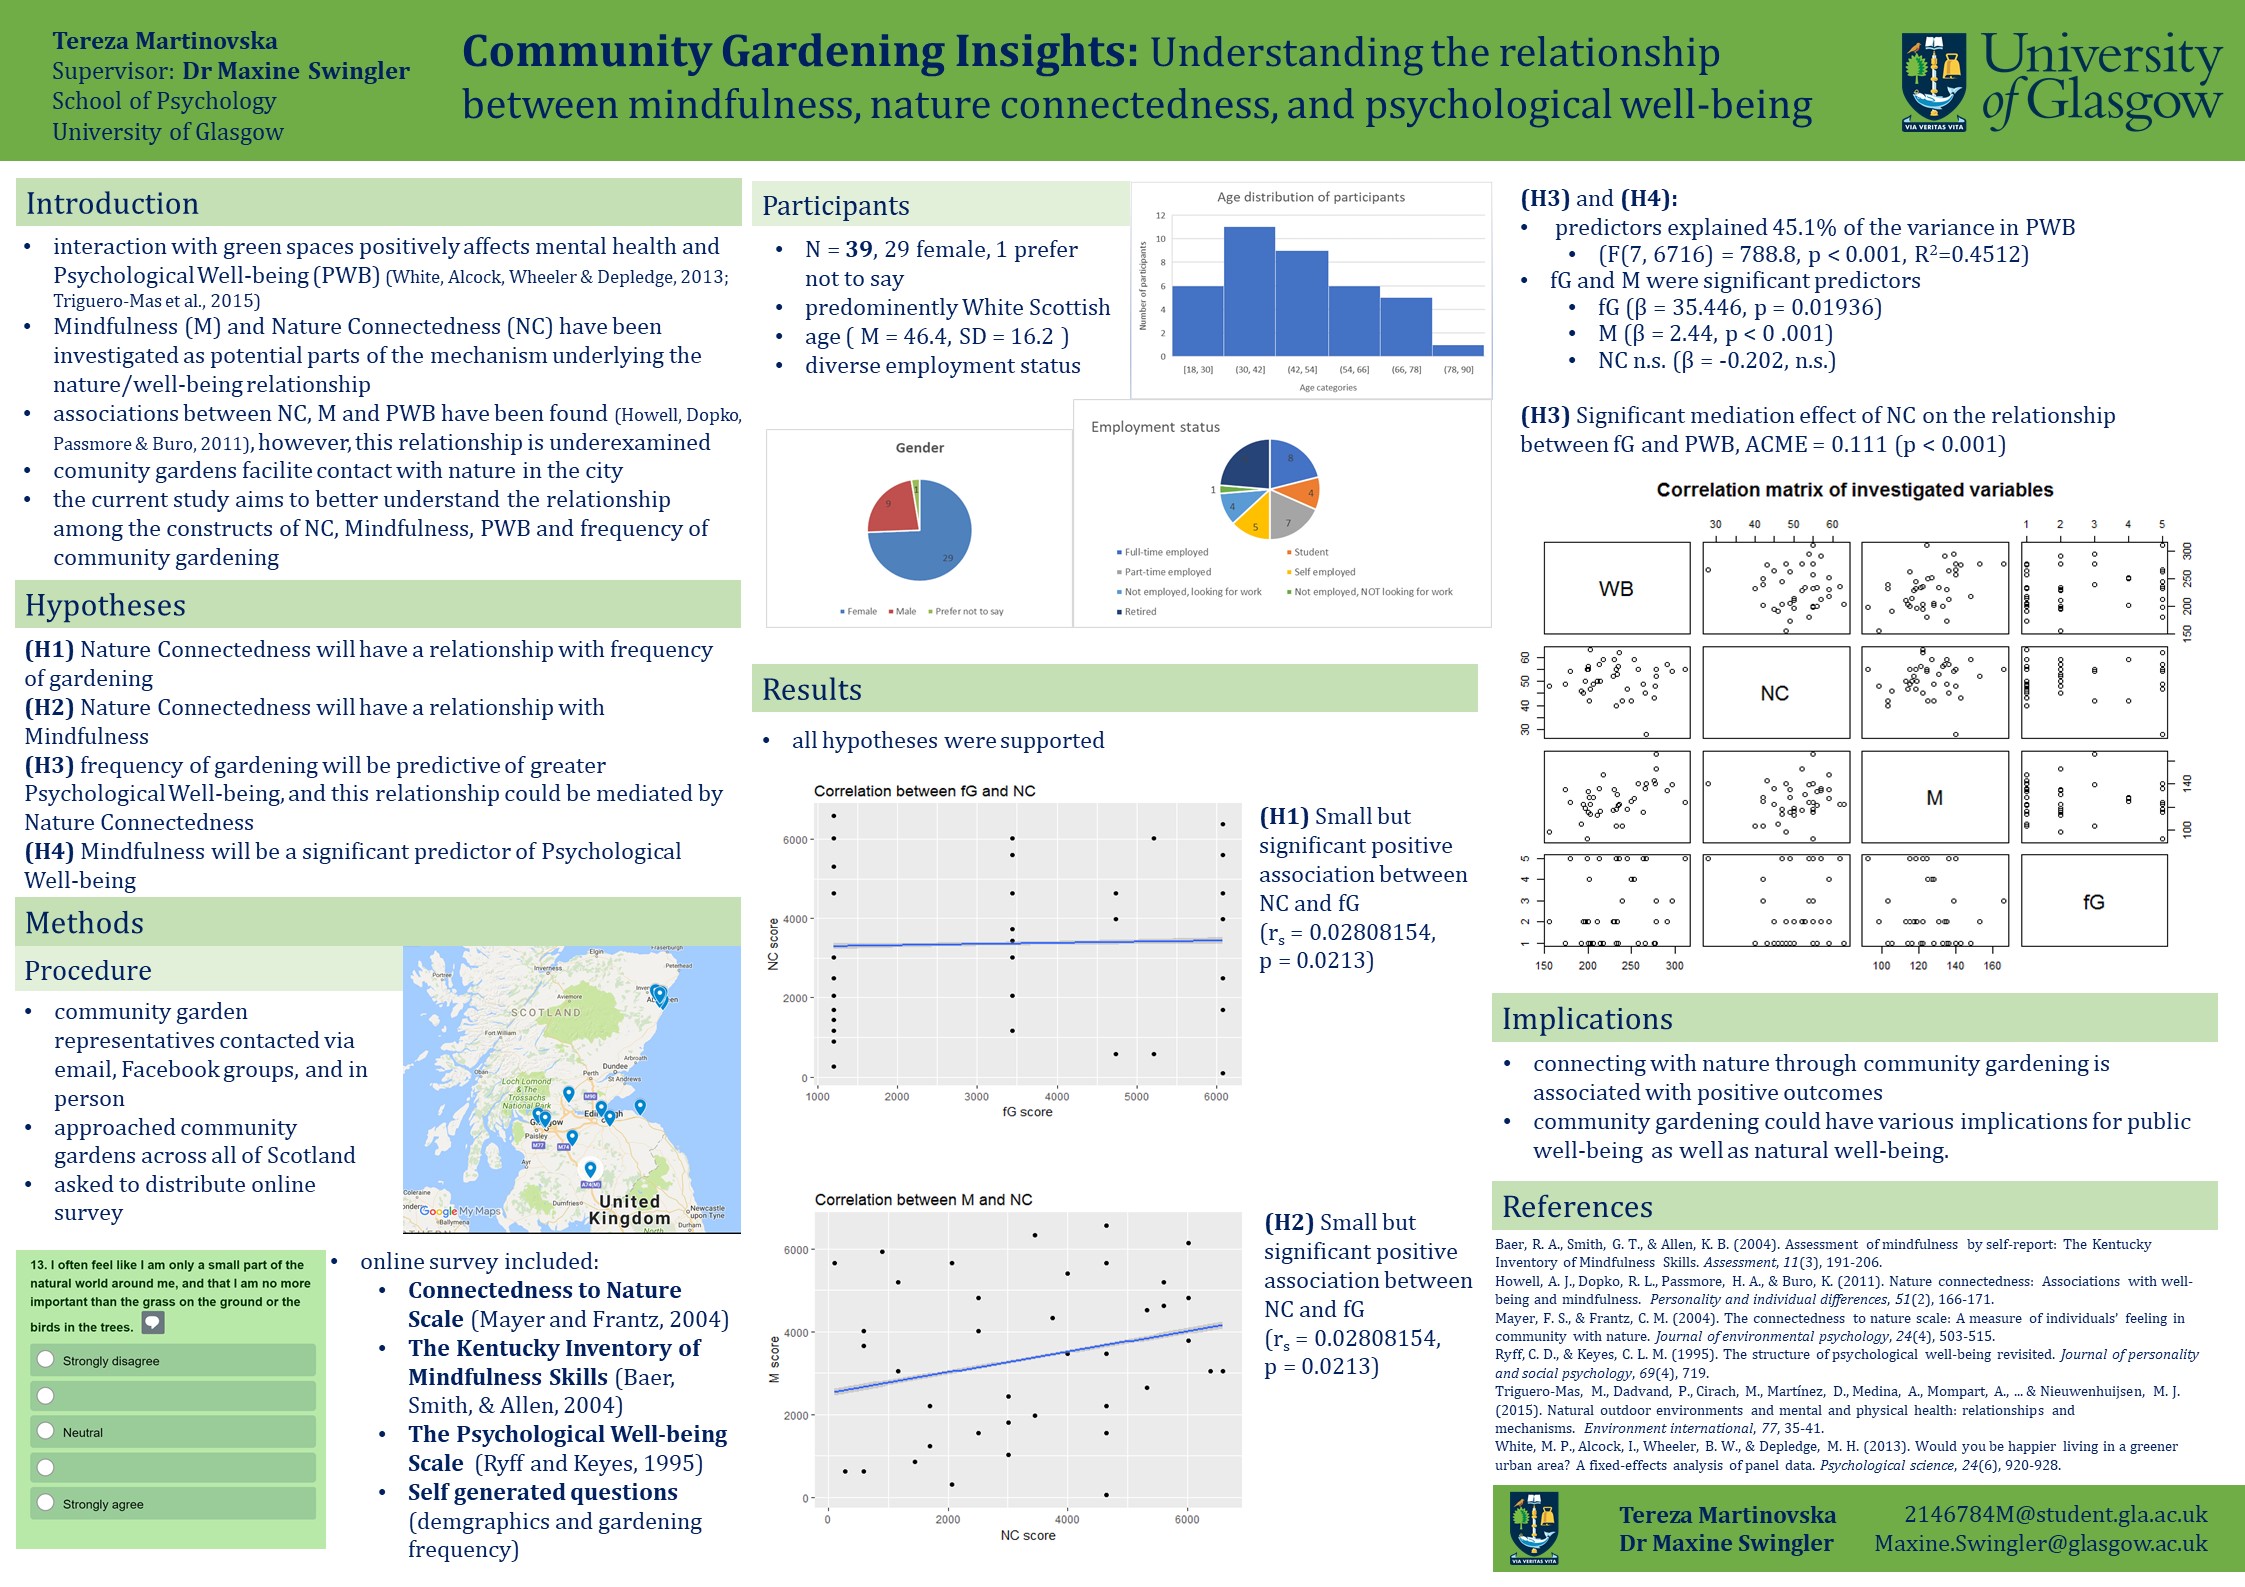 Tereza Martinovska
Supervisor: Dr Maxine Swingler
School of Psychology
University of Glasgow
Community Gardening Insights: Understanding the relationship
between mindfulness, nature connectedness, and psychological well-being
University
of Glasgow
VIA VERITAS VITA
Introduction
• interaction with green spaces positively affects mental health and
Psychological Well-being (PWB) (White, Alcock, Wheeler & Depledge, 2013;
Triguero-Mas et al., 2015)
• Mindfulness (M) and Nature Connectedness (NC) have been
investigated as potential parts of the mechanism underlying the
nature/well-being relationship
• associations between NC, M and PWB have been found (Howell, Dopko,
Passmore & Buro, 2011), however, this relationship is underexamined
• comunity gardens facilite contact with nature in the city
• the current study aims to better understand the relationship
among the constructs of NC, Mindfulness, PWB and frequency of
community gardening
Hypotheses
(H1) Nature Connectedness will have a relationship with frequency
of gardening
(H2) Nature Connectedness will have a relationship with
Mindfulness
(H3) frequency of gardening will be predictive of greater
Psychological Well-being, and this relationship could be mediated by
Nature Connectedness
(H4) Mindfulness will be a significant predictor of Psychological
Well-being
Methods
Procedure
• community garden
representatives contacted via
email, Facebook groups, and in
person
• approached community
gardens across all of Scotland
• asked to distribute online
survey
Fraserburgh
Elgin
Portree
Inverness
Peterhead
Aviemore
SCOTLAND
Fort William
Arbroath
Dundee
Oban
Perth
St Andrews
Loch Lomond
& The
Trossachs
National Park
M90
Paisley
M77
M74
Ayr
A74(M)
Dumfries
United
Kingdom
Coleraine
Google My Maps
Ballymena
Newcastle
upon Tyne
Durham
North
13. I often feel like I am only a small part of the
natural world around me, and that I am no more
important than the grass on the ground or the
birds in the trees.
Strongly disagree
Neutral
Strongly agree
• online survey included:
• Connectedness to Nature
Scale (Mayer and Frantz, 2004)
• The Kentucky Inventory of
Mindfulness Skills (Baer,
Smith, & Allen, 2004)
• The Psychological Well-being
Scale (Ryff and Keyes, 1995)
• Self generated questions
(demgraphics and gardening
frequency)
Participants
• N = 39, 29 female, 1 prefer
not to say
• predominently White Scottish
• age ( M = 46.4, SD = 16.2 )
• diverse employment status
Age distribution of participants
Number of participants
12
10
8
6
4
2
0
[18, 30] (30, 42] (42, 54] (54, 66] (66, 78] (78, 90]
Age categories
Gender
1
9
29
Female Male Prefer not to say
Employment status
8
4
7
5
4
1
Full-time employed Student
Part-time employed Self employed
Not employed, looking for work Not employed, NOT looking for work
Retired
Results
• all hypotheses were supported
Correlation between fG and NC
NC score
6000
4000
2000
0
1000 2000 3000 4000 5000 6000
fG score
(H1) Small but
significant positive
association between
NC and fG
(rs = 0.02808154,
p = 0.0213)
Correlation between M and NC
M score
6000
4000
2000
0
0 2000 4000 6000
NC score
(H2) Small but
significant positive
association between
NC and fG
(rs = 0.02808154,
p = 0.0213)
(H3) and (H4):
• predictors explained 45.1% of the variance in PWB
• (F(7, 6716) = 788.8, p < 0.001, R²=0.4512)
• fG and M were significant predictors
• fG (β = 35.446, p = 0.01936)
• M (β = 2.44, p < 0 .001)
• NC n.s. (β = -0.202, n.s.)
(H3) Significant mediation effect of NC on the relationship
between fG and PWB, ACME = 0.111 (p < 0.001)
Correlation matrix of investigated variables
30 40 50 60 1 2 3 4 5
WB
150 200 250 300
30 40 50 60
NC
M
100 140
1 2 3 4 5
fG
150 200 250 300 100 120 140 160
Implications
• connecting with nature through community gardening is
associated with positive outcomes
• community gardening could have various implications for public
well-being as well as natural well-being.
References
Baer, R. A., Smith, G. T., & Allen, K. B. (2004). Assessment of mindfulness by self-report: The Kentucky
Inventory of Mindfulness Skills. Assessment, 11(3), 191-206.
Howell, A. J., Dopko, R. L., Passmore, H. A., & Buro, K. (2011). Nature connectedness: Associations with well-
being and mindfulness. Personality and individual differences, 51(2), 166-171.
Mayer, F. S., & Frantz, C. M. (2004). The connectedness to nature scale: A measure of individuals' feeling in
community with nature. Journal of environmental psychology, 24(4), 503-515.
Ryff, C. D., & Keyes, C. L. M. (1995). The structure of psychological well-being revisited. Journal of personality
and social psychology, 69(4), 719.
Triguero-Mas, M., Dadvand, P., Cirach, M., Martínez, D., Medina, A., Mompart, A., ... & Nieuwenhuijsen, M. J.
(2015). Natural outdoor environments and mental and physical health: relationships and
mechanisms. Environment international, 77, 35-41.
White, M. P., Alcock, I., Wheeler, B. W., & Depledge, M. H. (2013). Would you be happier living in a greener
urban area? A fixed-effects analysis of panel data. Psychological science, 24(6), 920-928.
VIA VERITAS VITA
Tereza Martinovska 2146784M@student.gla.ac.uk
Dr Maxine Swingler Maxine.Swingler@glasgow.ac.uk